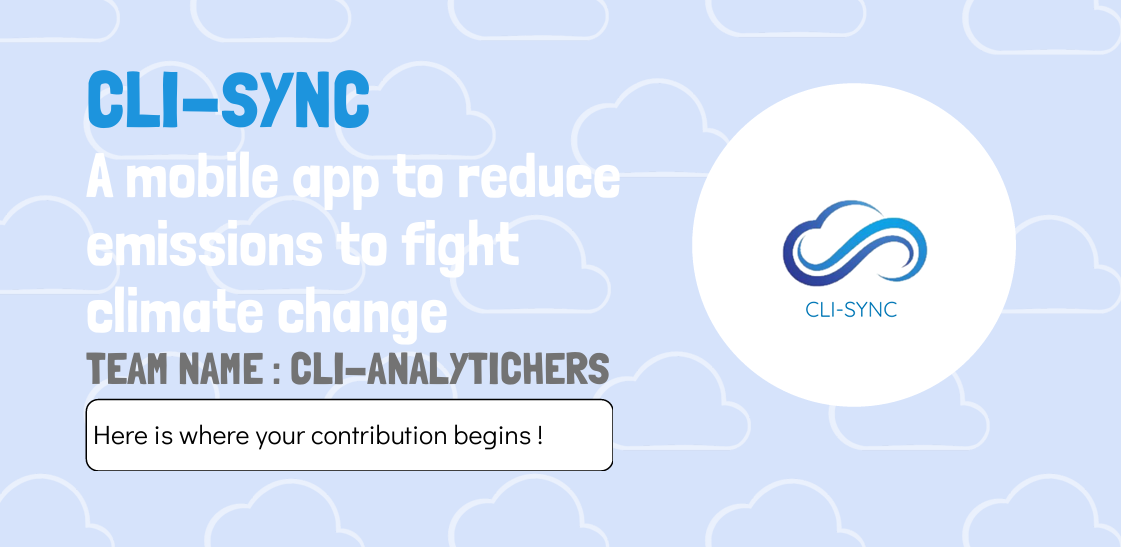 CLI-SYNC
A mobile app to reduce
emissions to fight
climate change
TEAM NAME : CLI-ANALYTICHERS
Here is where your contribution begins !
CLI-SYNC